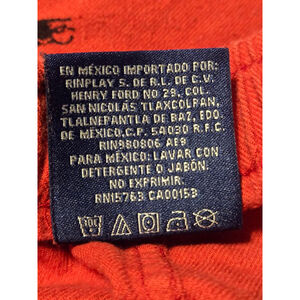 EN MÉXICO IMPORTADO POR:
RINPLAY S. DE R.L. DE C.V.
HENRY FORD NO 29, COL.
SAN NICOLÁS TLAXCOLPAN,
TLALNEPANTLA DE BAZ, EDO
DE MÉXICO,C.P. 54030 R.F.C.
RIN980806 AE9
PARA MÉXICO: LAVAR CON
DETERGENTE O JABÓN:
NO EXPRIMIR.
RN15763 CA00153